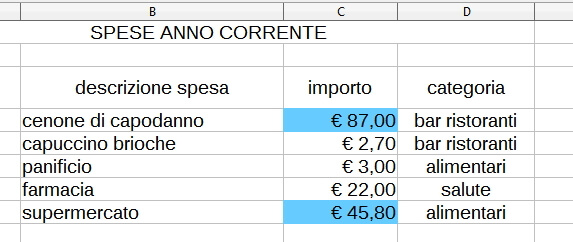 B C D
SPESE ANNO CORRENTE
descrizione spesa importo categoria
cenone di capodanno € 87,00 bar ristoranti
capuccino brioche € 2,70 bar ristoranti
panificio € 3,00 alimentari
farmacia € 22,00 salute
supermercato € 45,80 alimentari